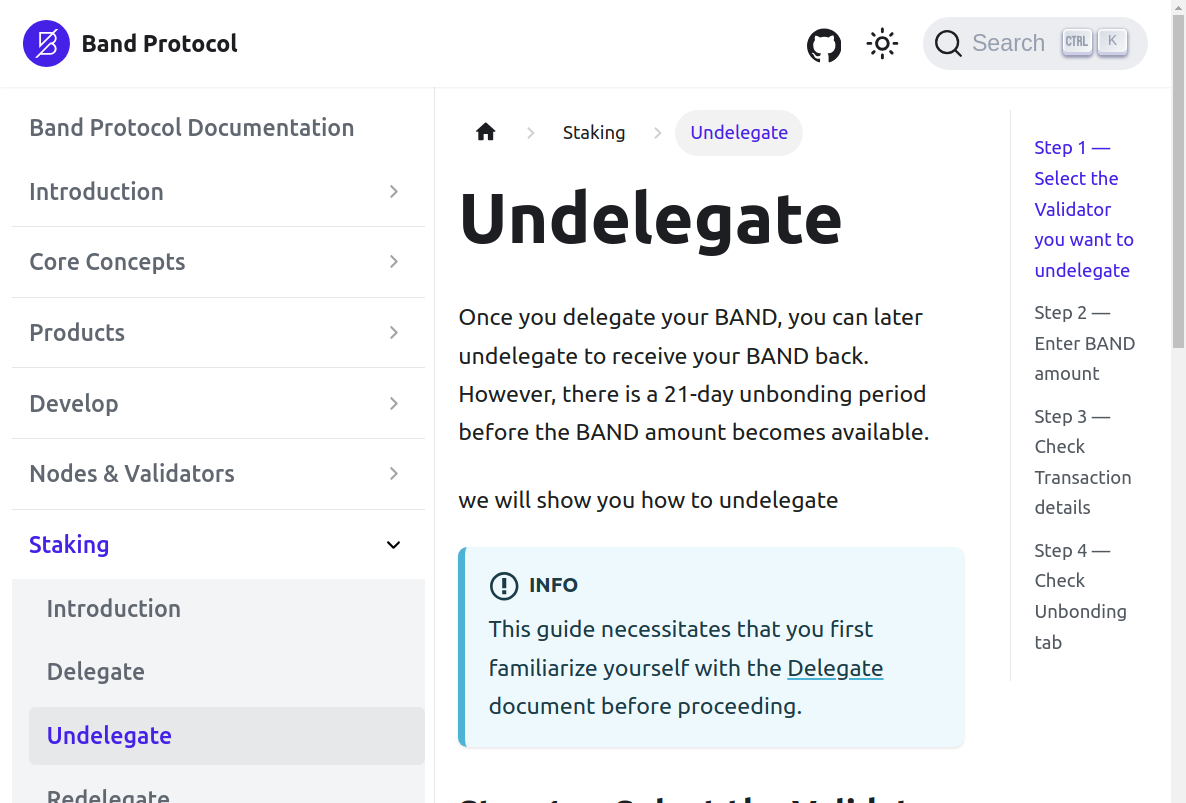 Band Protocol
Search CTRL K
Band Protocol Documentation
Introduction
Core Concepts
Products
Develop
Nodes & Validators
Staking
Introduction
Delegate
Undelegate
Redelegate
Staking
Undelegate
Undelegate
Once you delegate your BAND, you can later
undelegate to receive your BAND back.
However, there is a 21-day unbonding period
before the BAND amount becomes available.
we will show you how to undelegate
INFO
This guide necessitates that you first
familiarize yourself with the Delegate
document before proceeding.
Step 1 — Select the Validator
Step 1 —
Select the
Validator
you want to
undelegate
Step 2 —
Enter BAND
amount
Step 3 —
Check
Transaction
details
Step 4 —
Check
Unbonding
tab